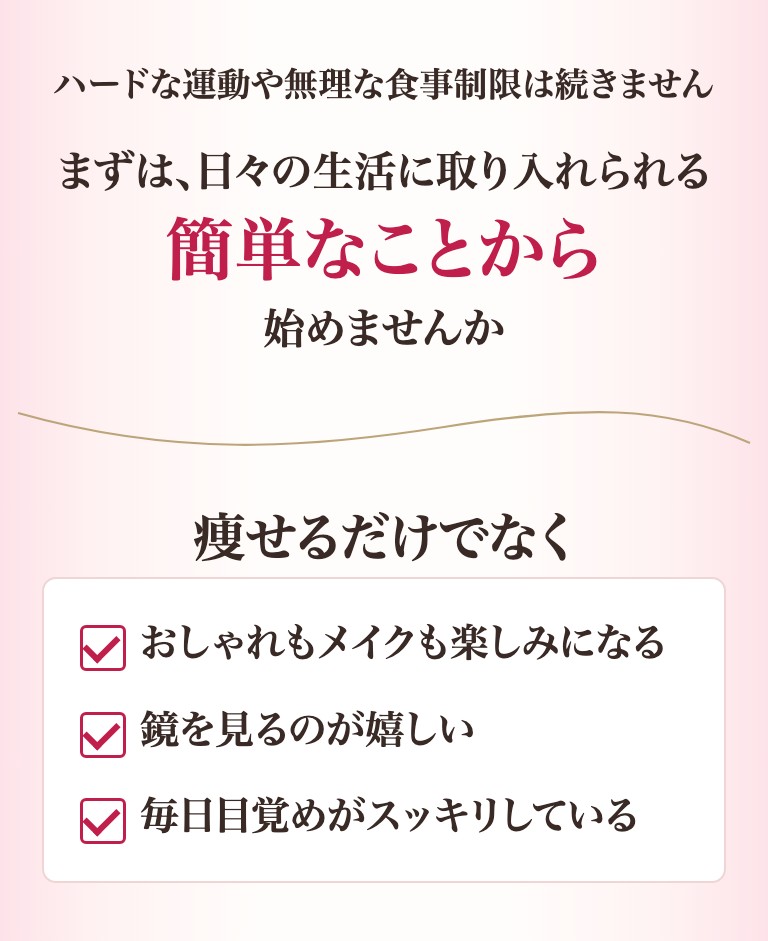 ハードな運動や無理な食事制限は続きません
まずは、日々の生活に取り入れられる
簡単なことから
始めませんか
痩せるだけでなく
おしゃれもメイクも楽しみになる
鏡を見るのが嬉しい
毎日目覚めがスッキリしている